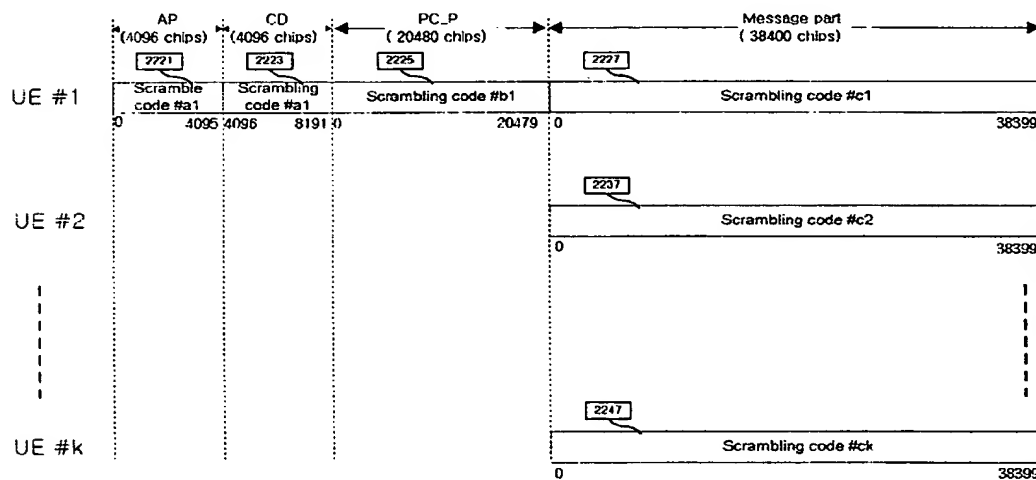 AP
(4096 chips)
CD
(4096 chips)
PC_P
( 20480 chips)
Message part
( 38400 chips)
2221
2223
2225
2227
UE #1
Scramble code #a1
Scrambling code #a1
Scrambling code #b1
Scrambling code #c1
0
4095
4096
8191
0
20479
0
38399
2237
UE #2
Scrambling code #c2
0
38399
2247
UE #k
Scrambling code #ck
0
38399